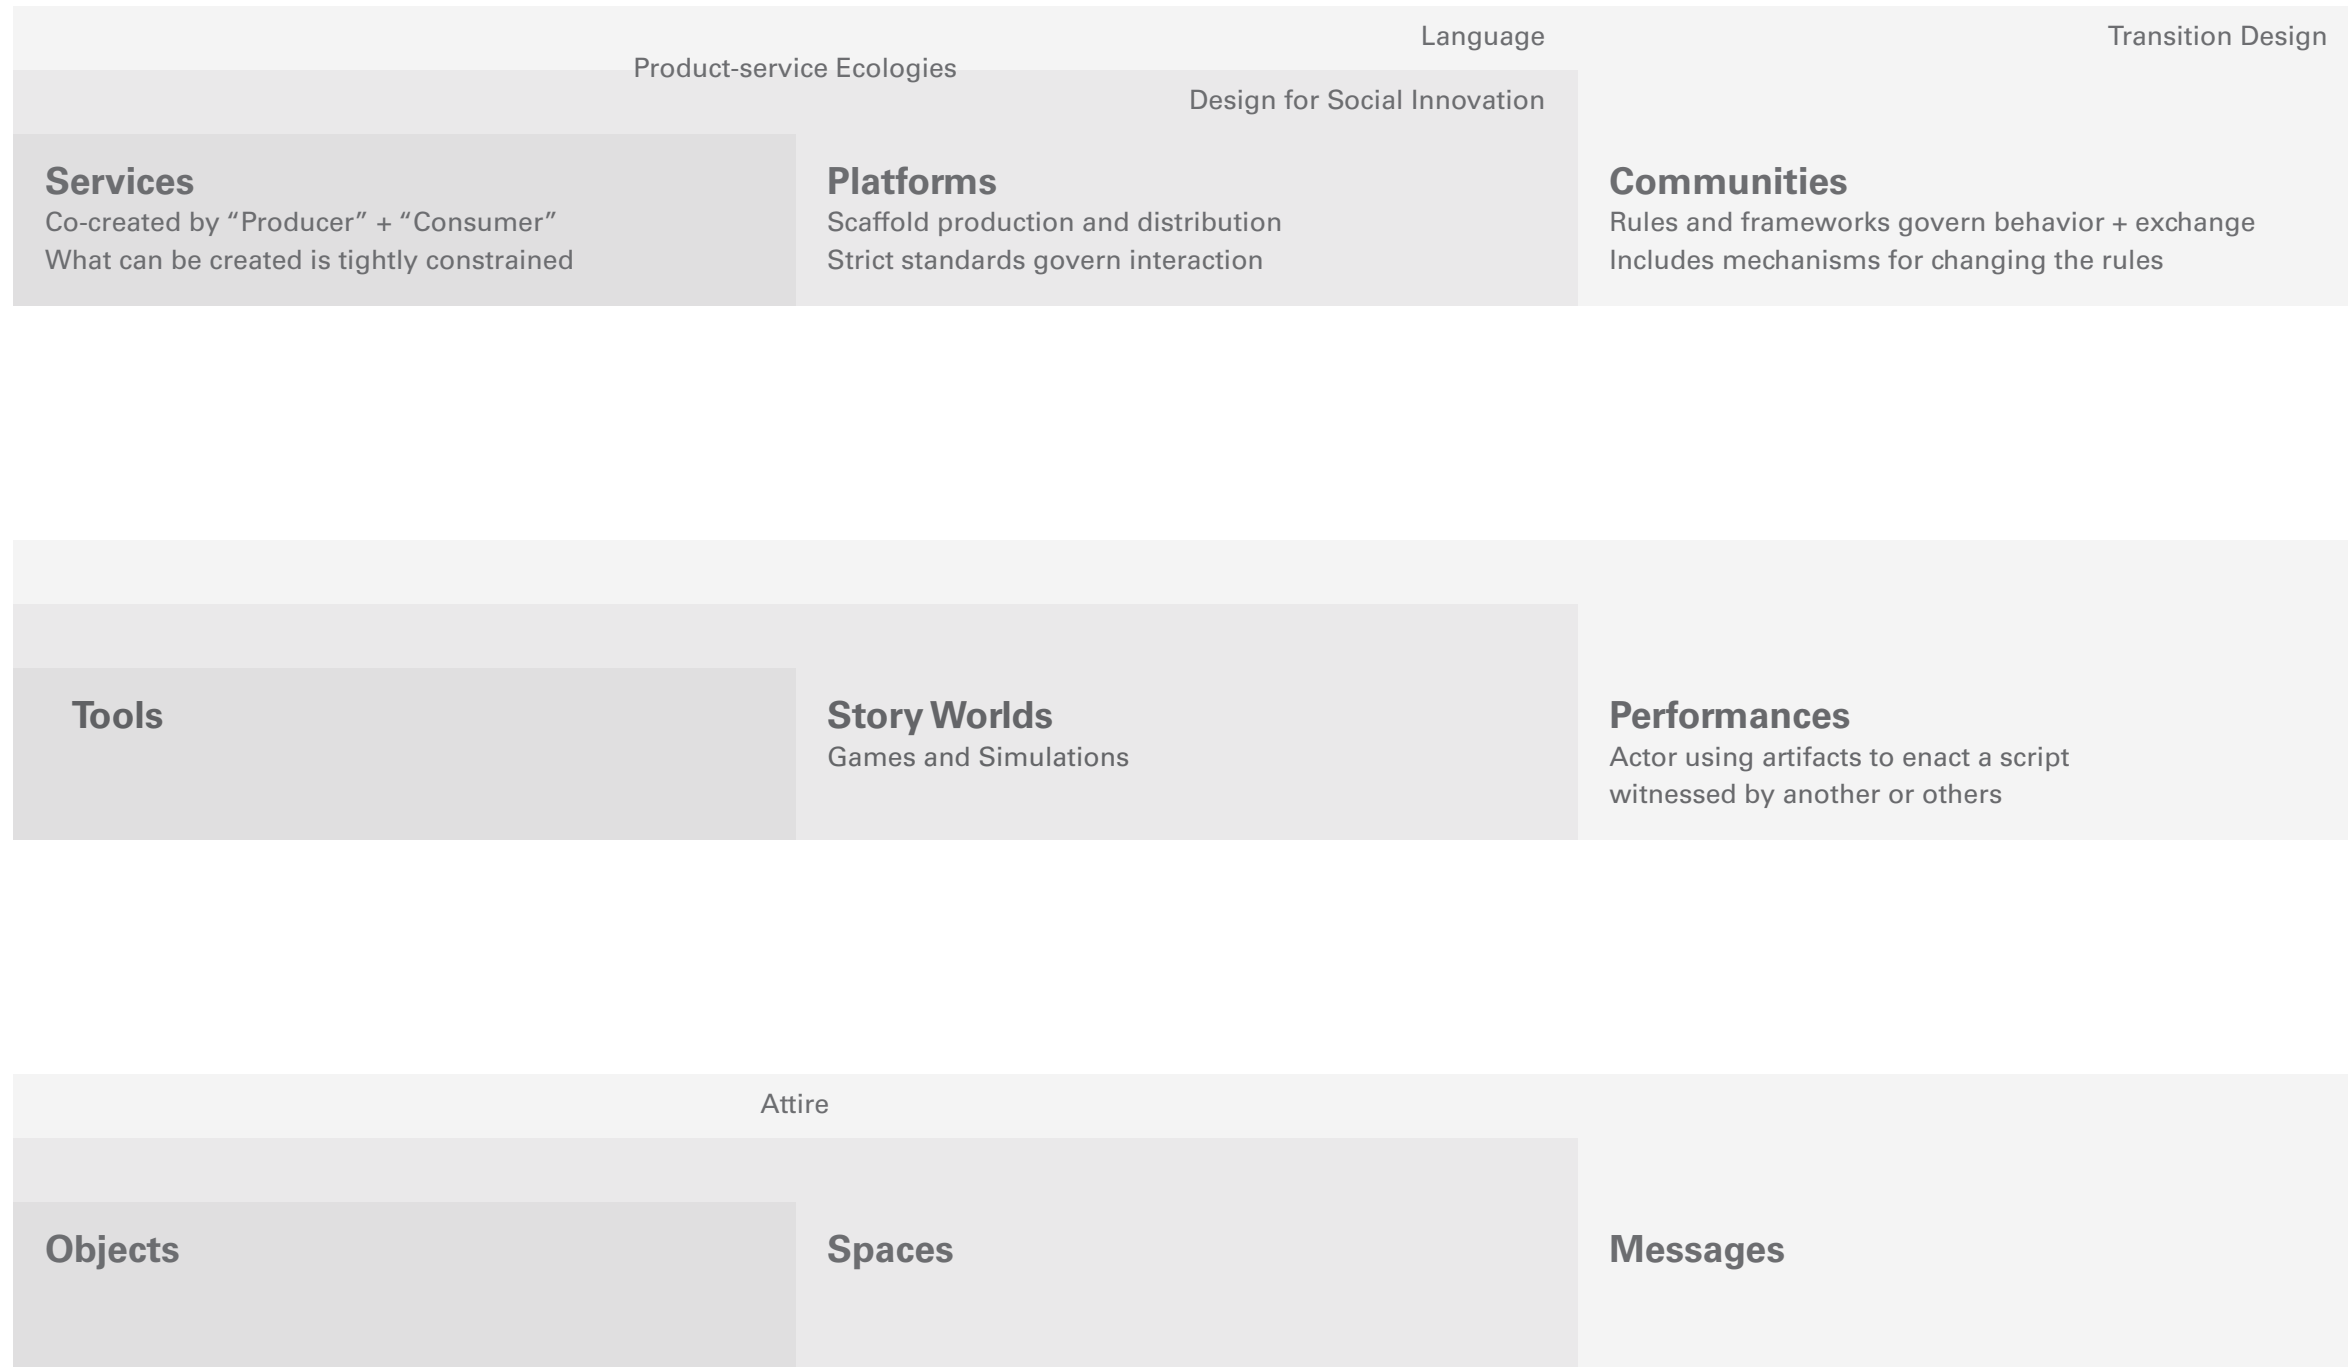 Language
Transition Design
Product-service Ecologies
Design for Social Innovation
Services
Co-created by “Producer” + “Consumer”
What can be created is tightly constrained
Platforms
Scaffold production and distribution
Strict standards govern interaction
Communities
Rules and frameworks govern behavior + exchange
Includes mechanisms for changing the rules
Tools
Story Worlds
Games and Simulations
Performances
Actor using artifacts to enact a script
witnessed by another or others
Attire
Objects
Spaces
Messages